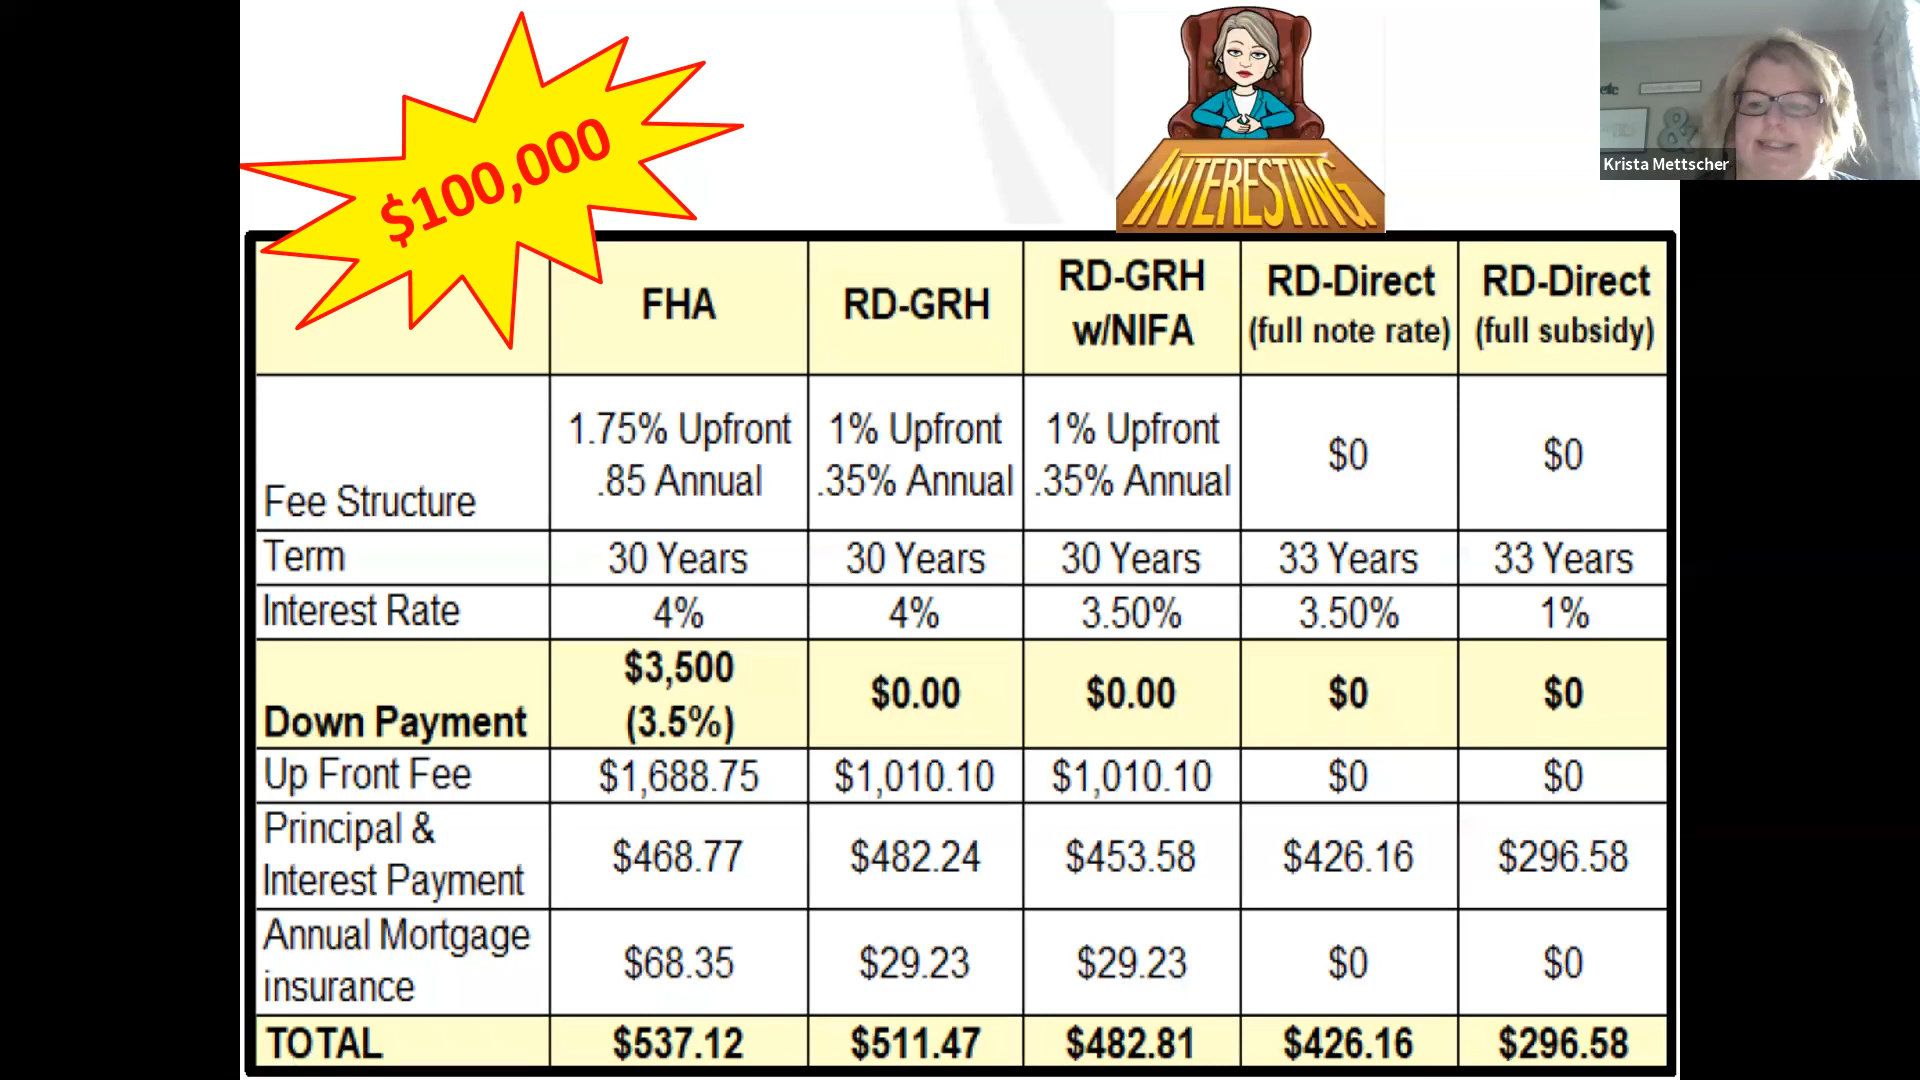 $100,000
INTERESTING
etc
&
Krista Mettscher
FHA
RD-GRH
RD-GRH
w/NIFA
RD-Direct
(full note rate)
RD-Direct
(full subsidy)
Fee Structure
1.75% Upfront
.85 Annual
1% Upfront
.35% Annual
1% Upfront
.35% Annual
$0
$0
Term
30 Years
30 Years
30 Years
33 Years
33 Years
Interest Rate
4%
4%
3.50%
3.50%
1%
Down Payment
$3,500
(3.5%)
$0.00
$0.00
$0
$0
Up Front Fee
$1,688.75
$1,010.10
$1,010.10
$0
$0
Principal &
Interest Payment
$468.77
$482.24
$453.58
$426.16
$296.58
Annual Mortgage
insurance
$68.35
$29.23
$29.23
$0
$0
TOTAL
$537.12
$511.47
$482.81
$426.16
$296.58